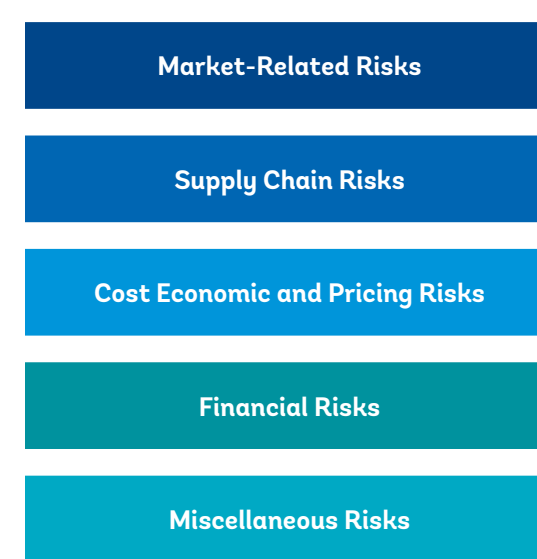 Market-Related Risks
Supply Chain Risks
Cost Economic and Pricing Risks
Financial Risks
Miscellaneous Risks